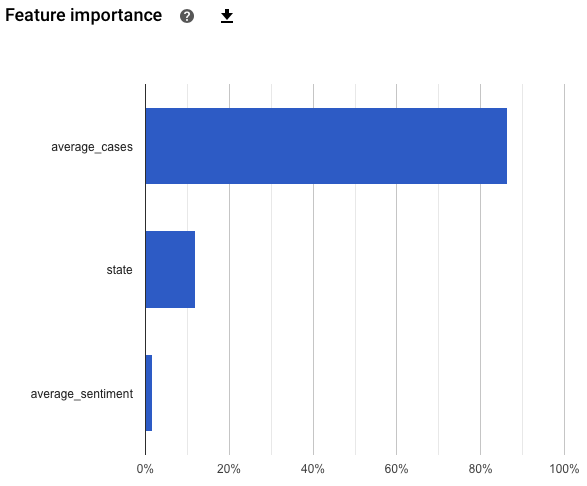 Feature importance
average_cases
state
average_sentiment
0% 20% 40% 60% 80% 100%